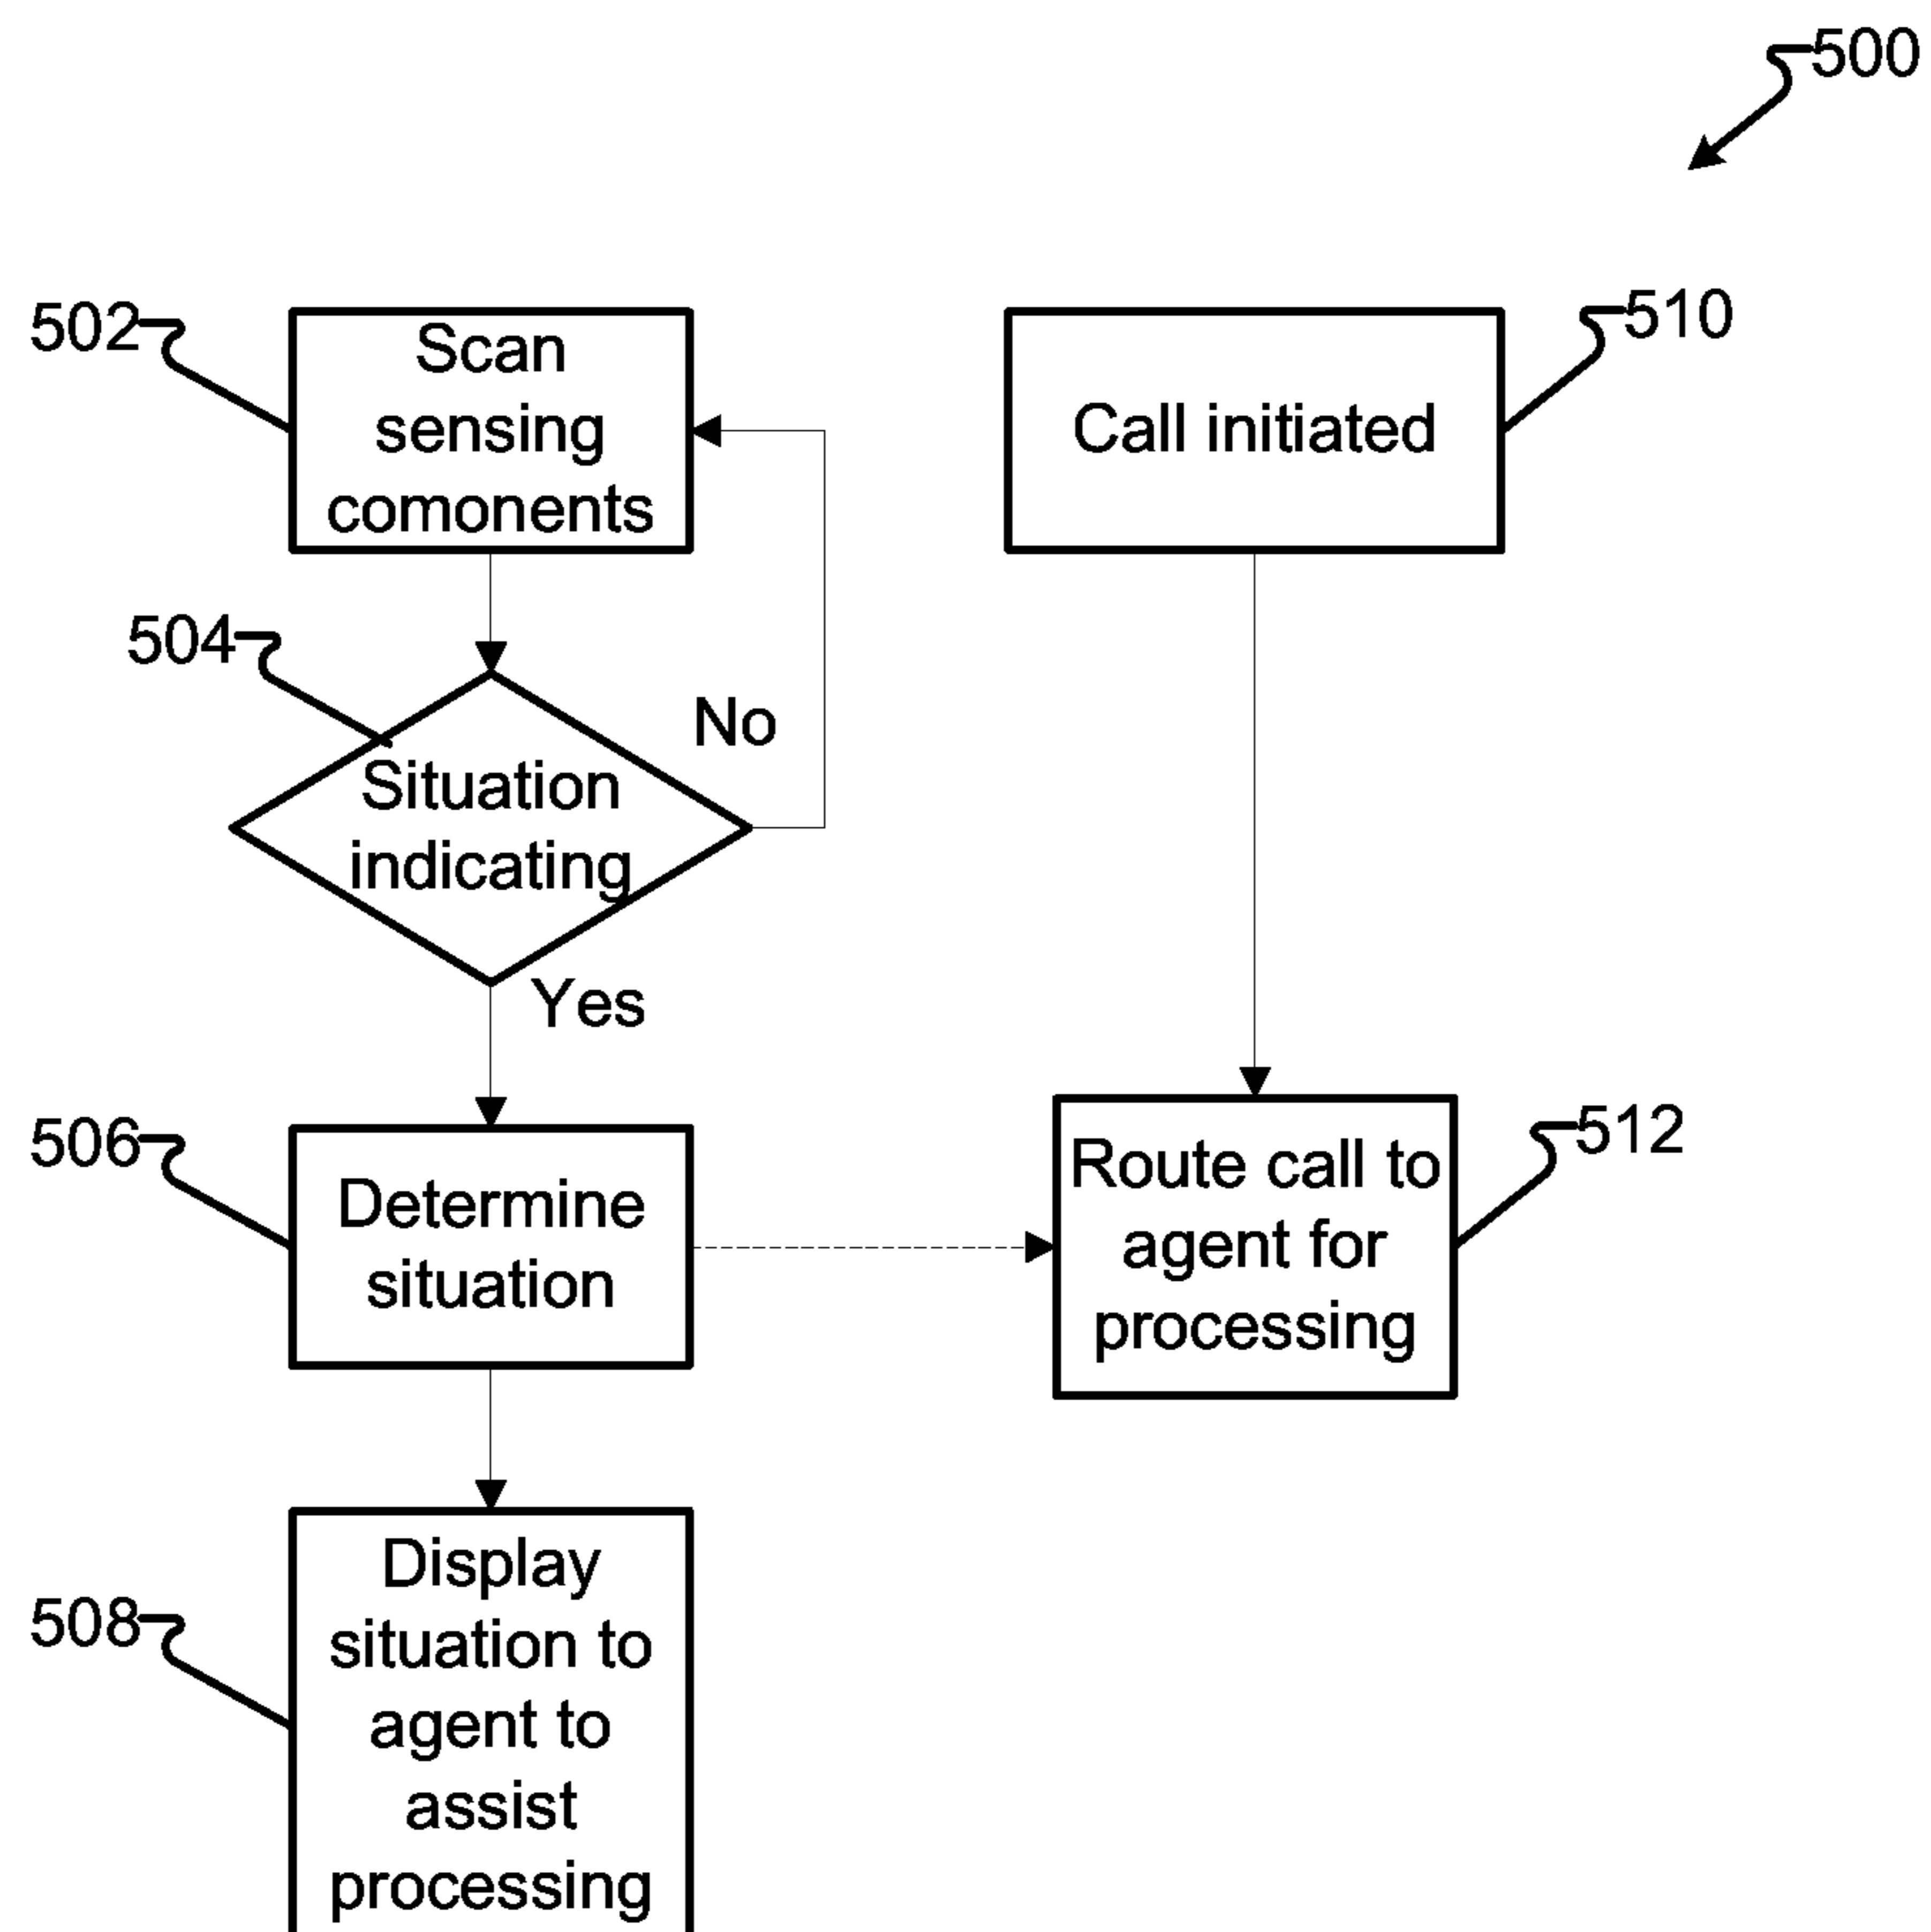 500
502
Scan
sensing
comonents
510
Call initiated
504
No
Situation
indicating
Yes
506
Determine
situation
512
Route call to
agent for
processing
508
Display
situation to
agent to
assist
processing